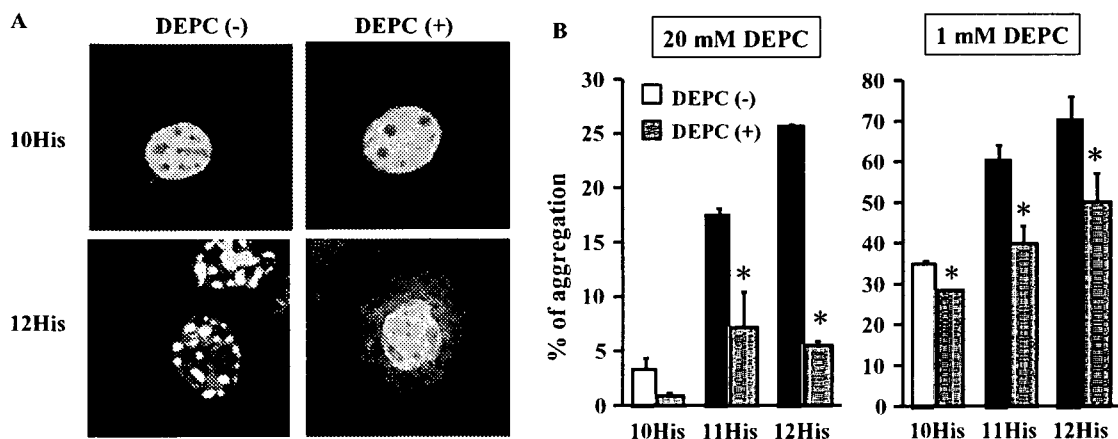 A
DEPC (-)
DEPC (+)
10His
12His
B
20 mM DEPC
1 mM DEPC
% of aggregation
30
25
20
15
10
5
0
DEPC (-)
DEPC (+)
*
*
10His
11His
12His
80
70
60
50
40
30
20
10
0
*
*
*
10His
11His
12His